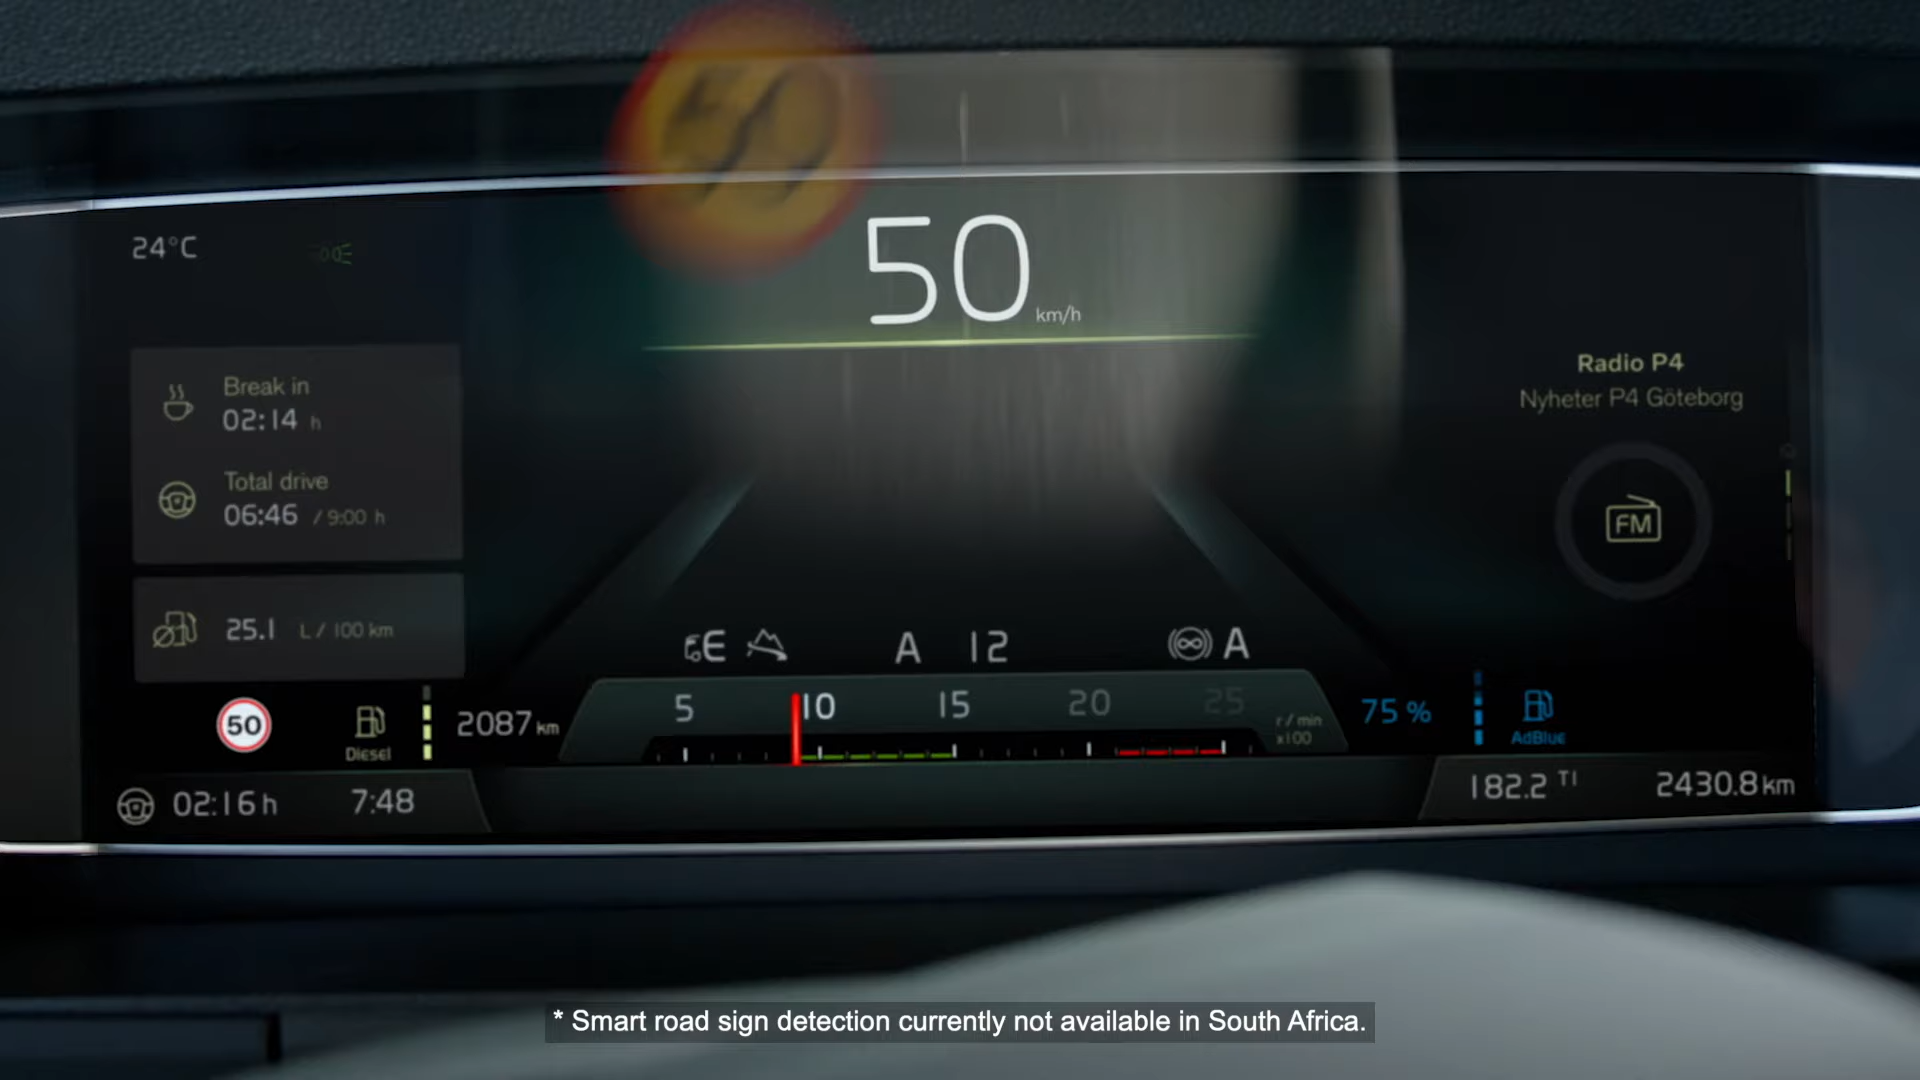 50
50 km/h
24°C
Break in
02:14 h
Total drive
06:46 / 9:00 h
25.1 L / 100 km
Radio P4
Nyheter P4 Göteborg
FM
E
A 12
A
5 10 15 20 25
r/min
x100
50
Diesel
2087 km
75 %
AdBlue
02:16 h
7:48
182.2 T1
2430.8 km
* Smart road sign detection currently not available in South Africa.